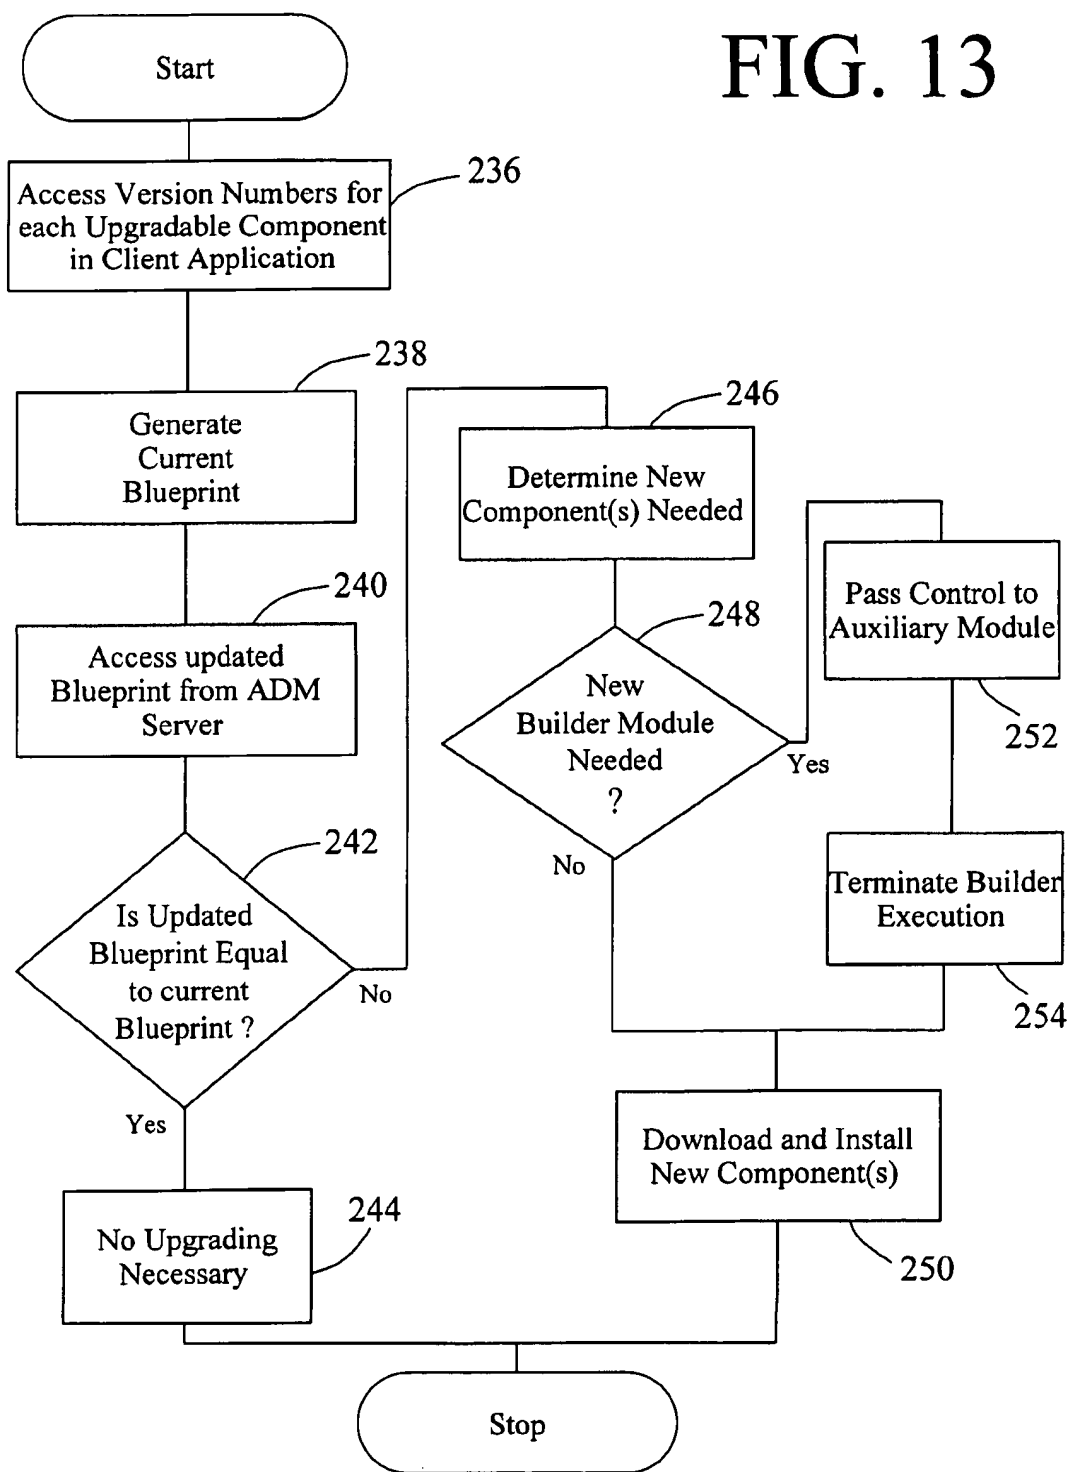 FIG. 13
Start
Access Version Numbers for
each Upgradable Component
in Client Application
236
Generate
Current
Blueprint
238
Access updated
Blueprint from ADM
Server
240
Is Updated
Blueprint Equal
to current
Blueprint ?
242
No
Yes
No Upgrading
Necessary
244
Determine New
Component(s) Needed
246
New
Builder Module
Needed
?
248
Yes
No
Pass Control to
Auxiliary Module
252
Terminate Builder
Execution
254
Download and Install
New Component(s)
250
Stop